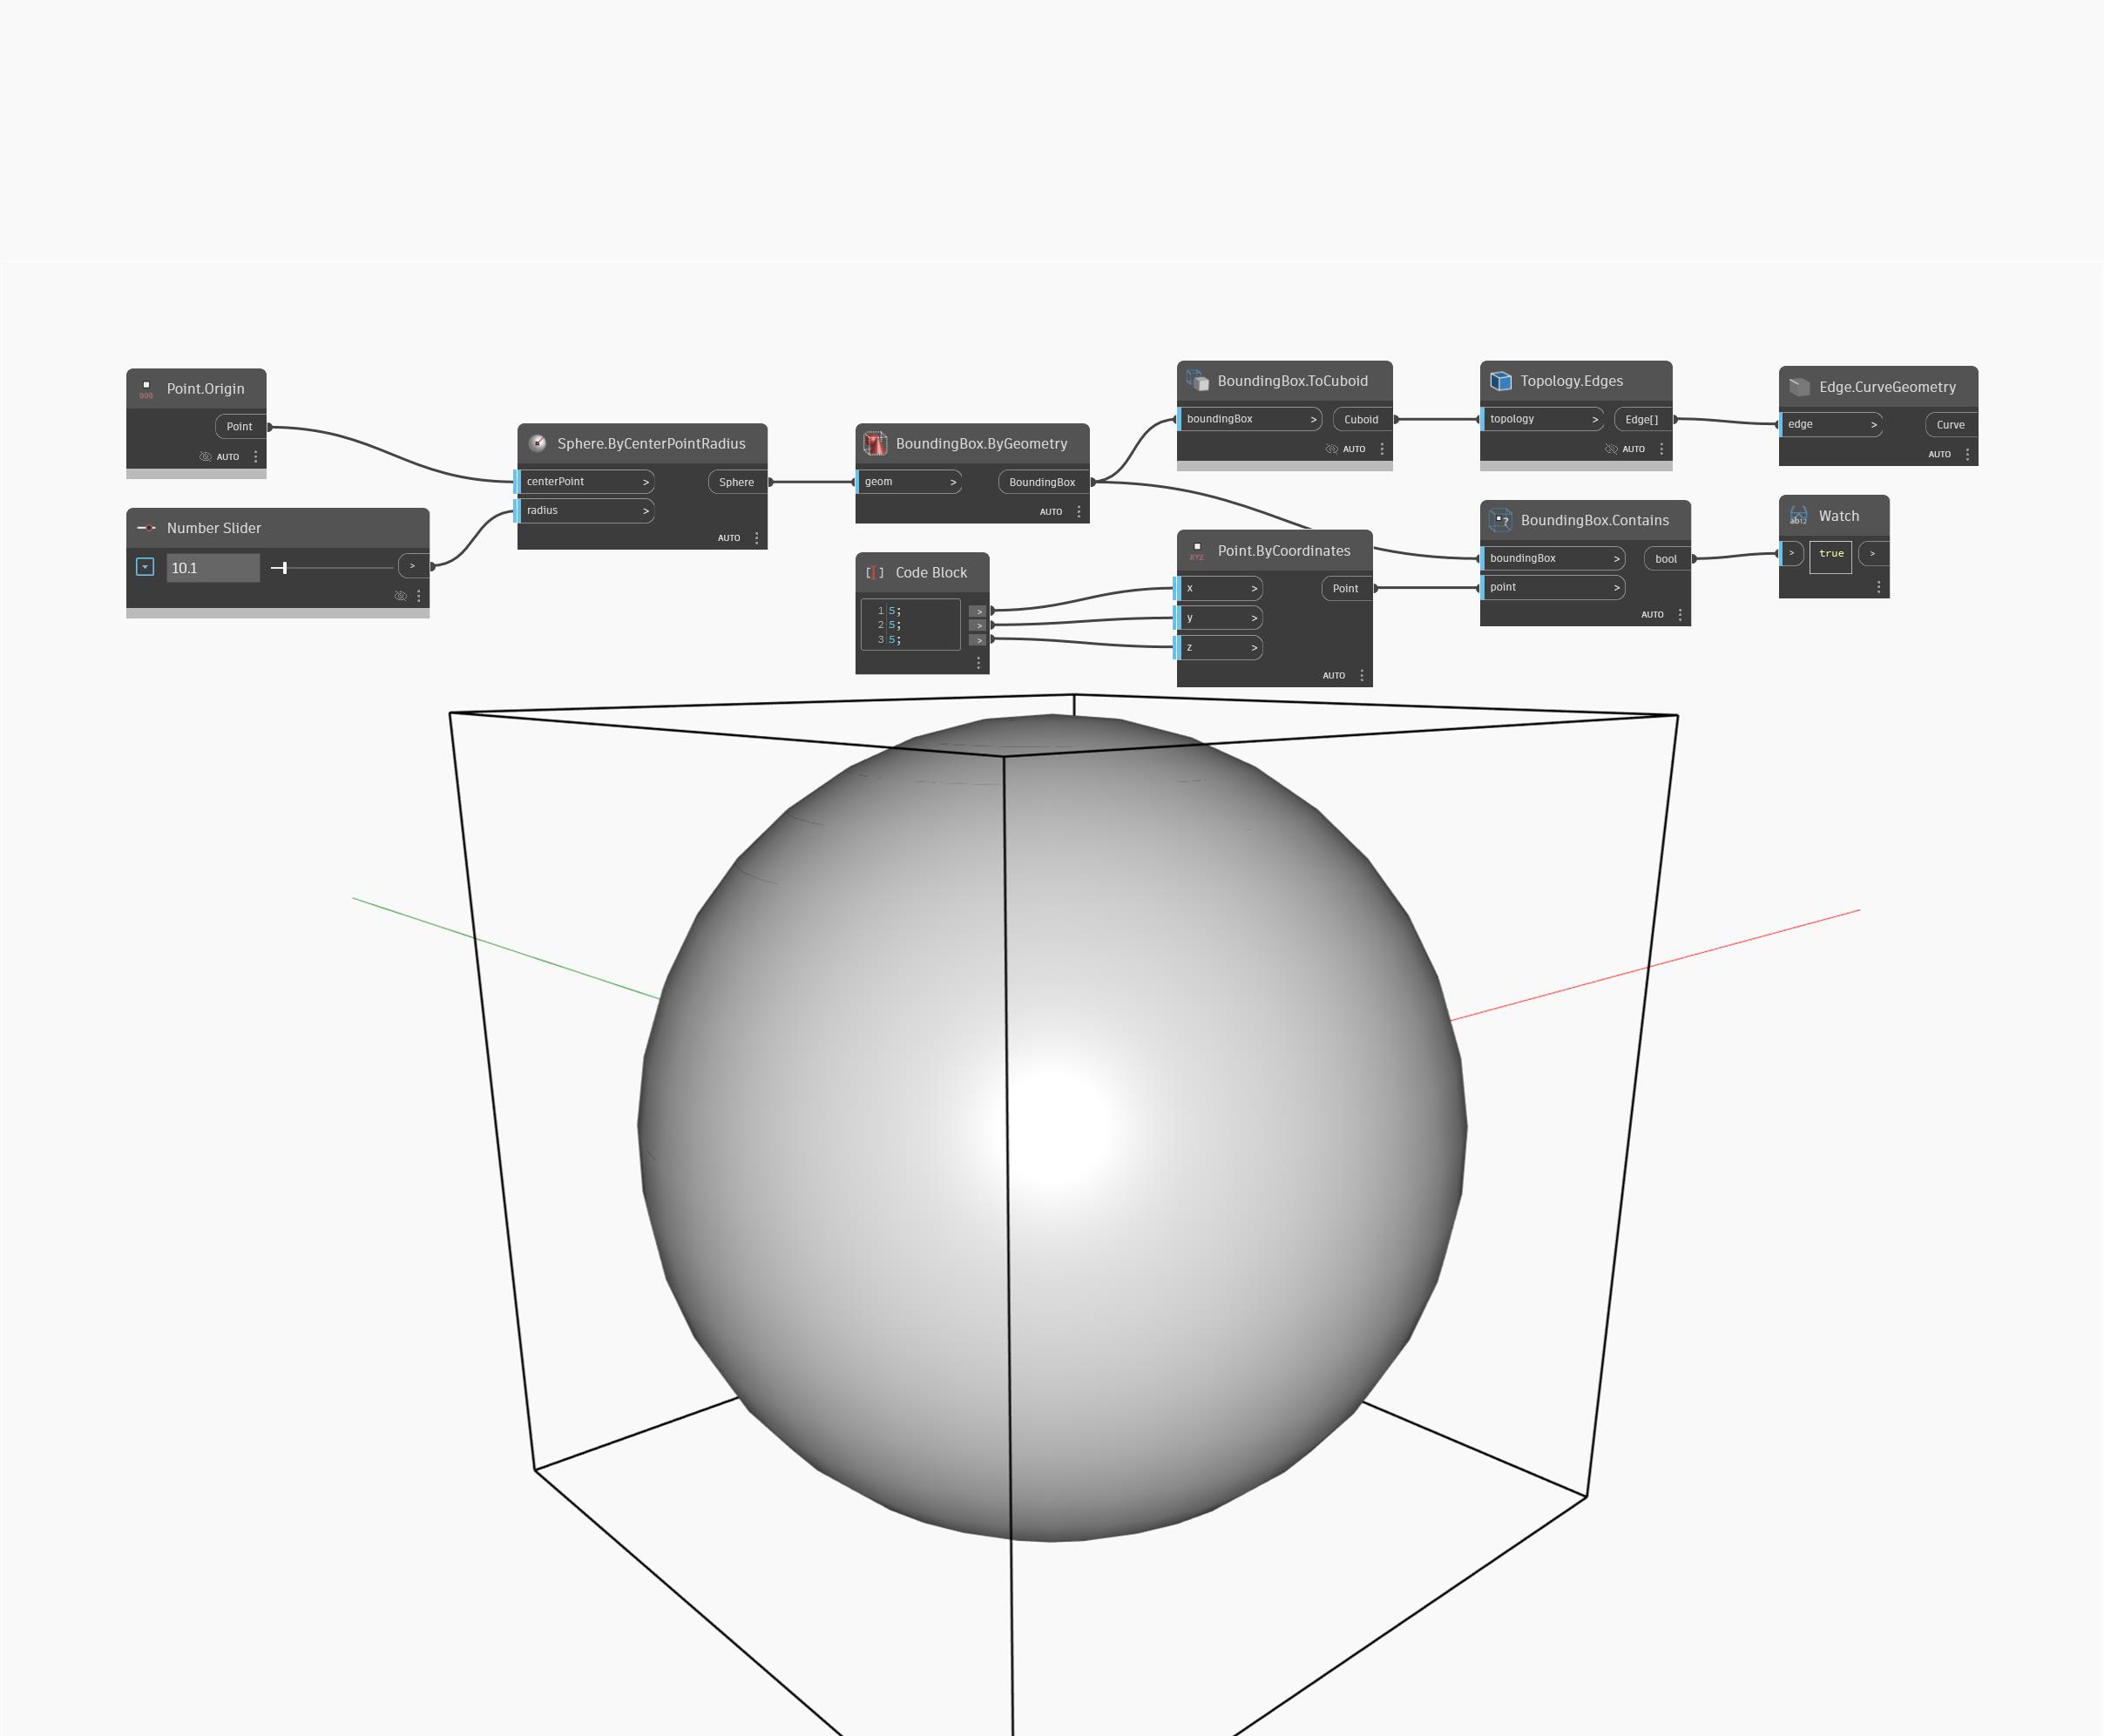 Point.Origin
Point
AUTO
Number Slider
10.1
>
Sphere.ByCenterPointRadius
centerPoint >
Sphere
radius >
AUTO
BoundingBox.ByGeometry
geom >
BoundingBox
AUTO
Code Block
1 5; >
2 5; >
3 5; >
BoundingBox.ToCuboid
boundingBox >
Cuboid
AUTO
Point.ByCoordinates
x >
Point
y >
z >
AUTO
Topology.Edges
topology >
Edge[]
AUTO
BoundingBox.Contains
boundingBox >
bool
point >
AUTO
Edge.CurveGeometry
edge >
Curve
AUTO
Watch
> true >